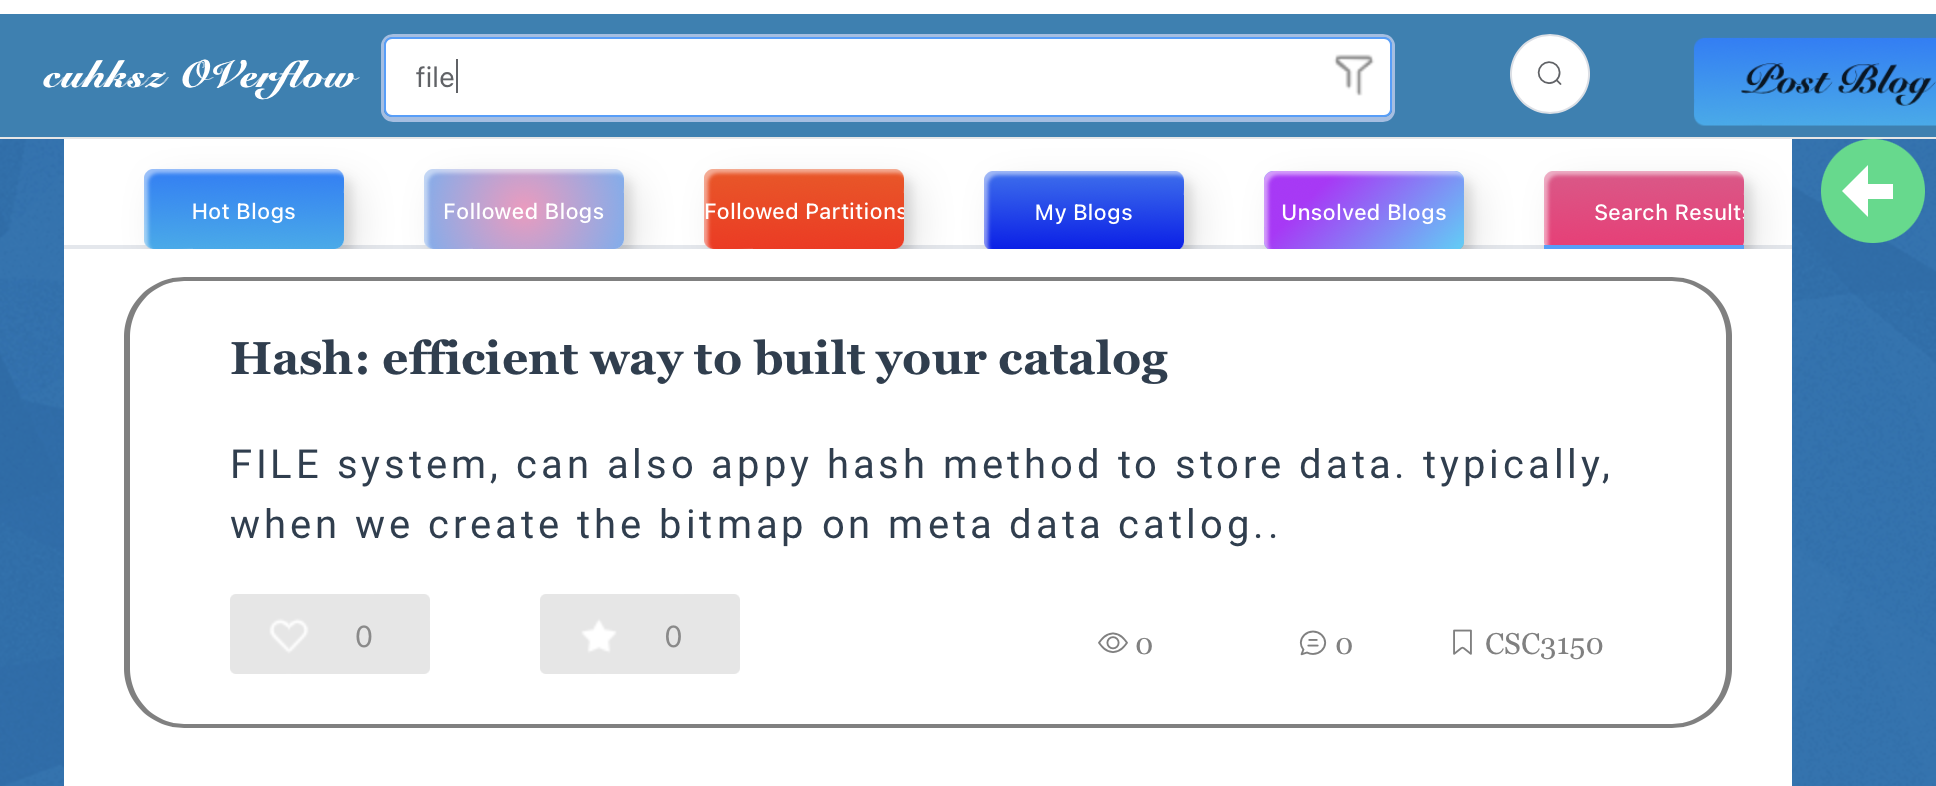 cuhksz OVerflow
file
Post Blog
Hot Blogs
Followed Blogs
Followed Partitions
My Blogs
Unsolved Blogs
Search Results
Hash: efficient way to built your catalog
FILE system, can also appy hash method to store data. typically,
when we create the bitmap on meta data catlog..
0
0
0
0
CSC3150